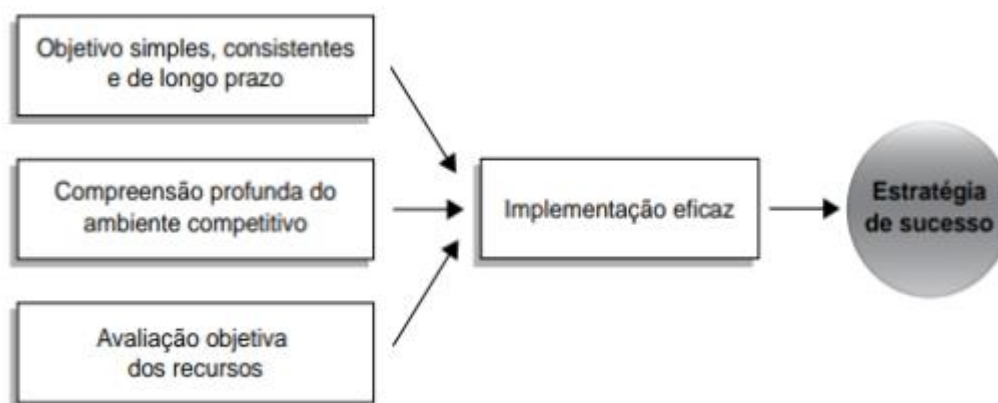 Objetivo simples, consistentes
e de longo prazo
Compreensão profunda do
ambiente competitivo
Avaliação objetiva
dos recursos
Implementação eficaz
Estratégia
de sucesso